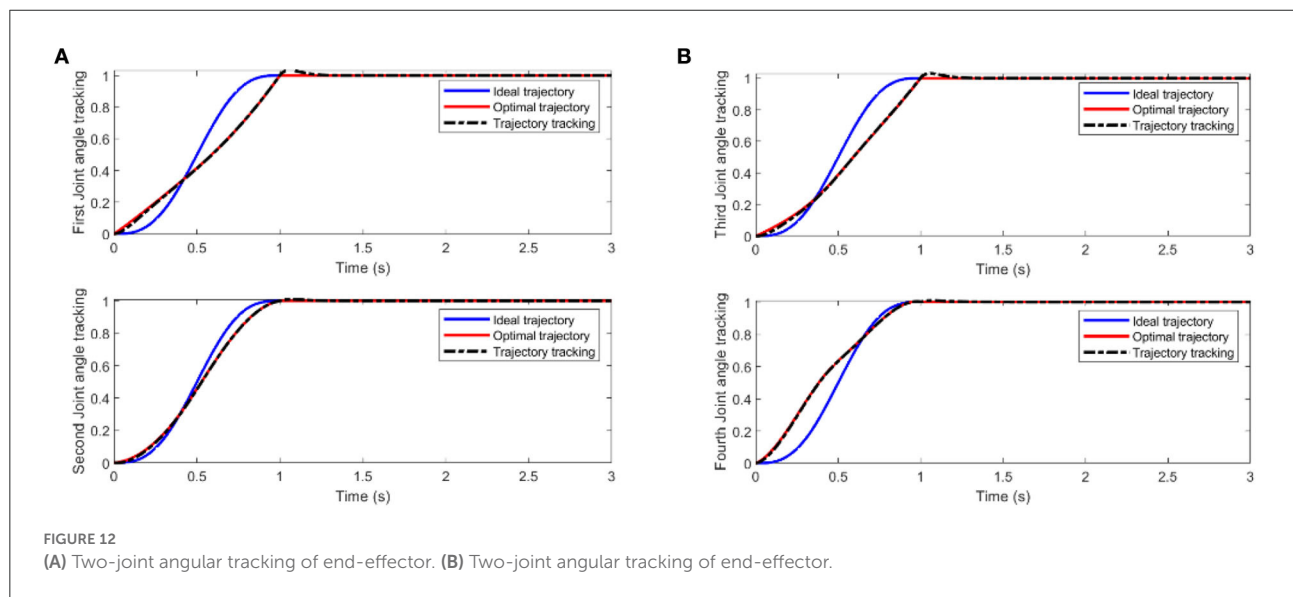 A
First Joint angle tracking
1
0.8
0.6
0.4
0.2
0
Ideal trajectory
Optimal trajectory
Trajectory tracking
0 0.5 1 1.5 2 2.5 3
Time (s)
Second Joint angle tracking
1
0.8
0.6
0.4
0.2
0
Ideal trajectory
Optimal trajectory
Trajectory tracking
0 0.5 1 1.5 2 2.5 3
Time (s)
B
Third Joint angle tracking
1
0.8
0.6
0.4
0.2
0
Ideal trajectory
Optimal trajectory
Trajectory tracking
0 0.5 1 1.5 2 2.5 3
Time (s)
Fourth Joint angle tracking
1
0.8
0.6
0.4
0.2
0
Ideal trajectory
Optimal trajectory
Trajectory tracking
0 0.5 1 1.5 2 2.5 3
Time (s)
FIGURE 12
(A) Two-joint angular tracking of end-effector. (B) Two-joint angular tracking of end-effector.